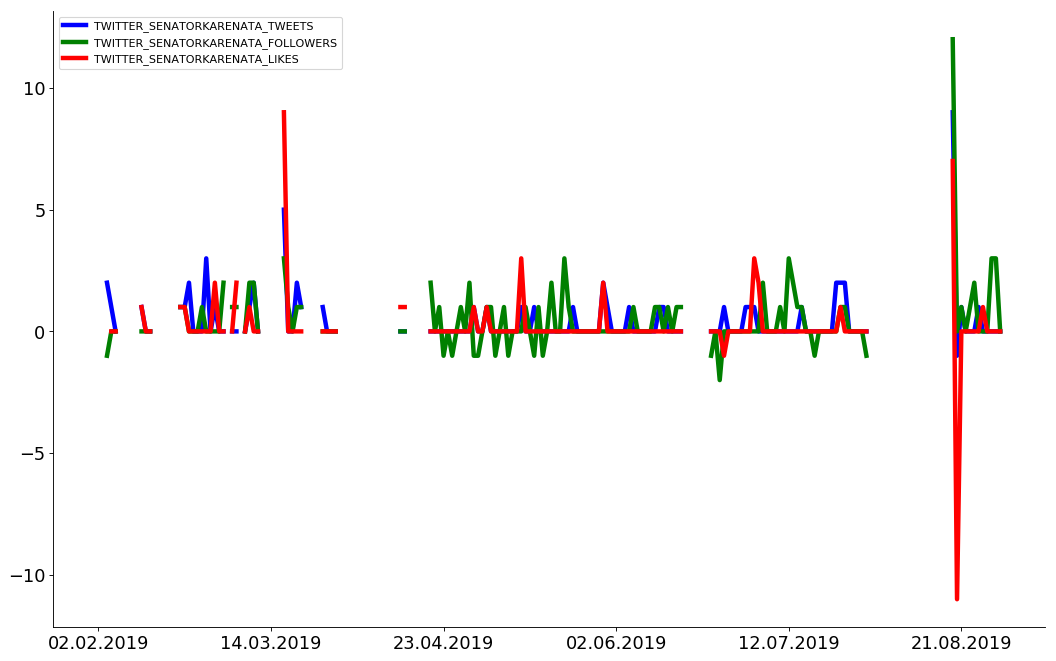 TWITTER_SENATORKARENATA_TWEETS
TWITTER_SENATORKARENATA_FOLLOWERS
TWITTER_SENATORKARENATA_LIKES
10
5
0
−5
−10
02.02.2019 14.03.2019 23.04.2019 02.06.2019 12.07.2019 21.08.2019